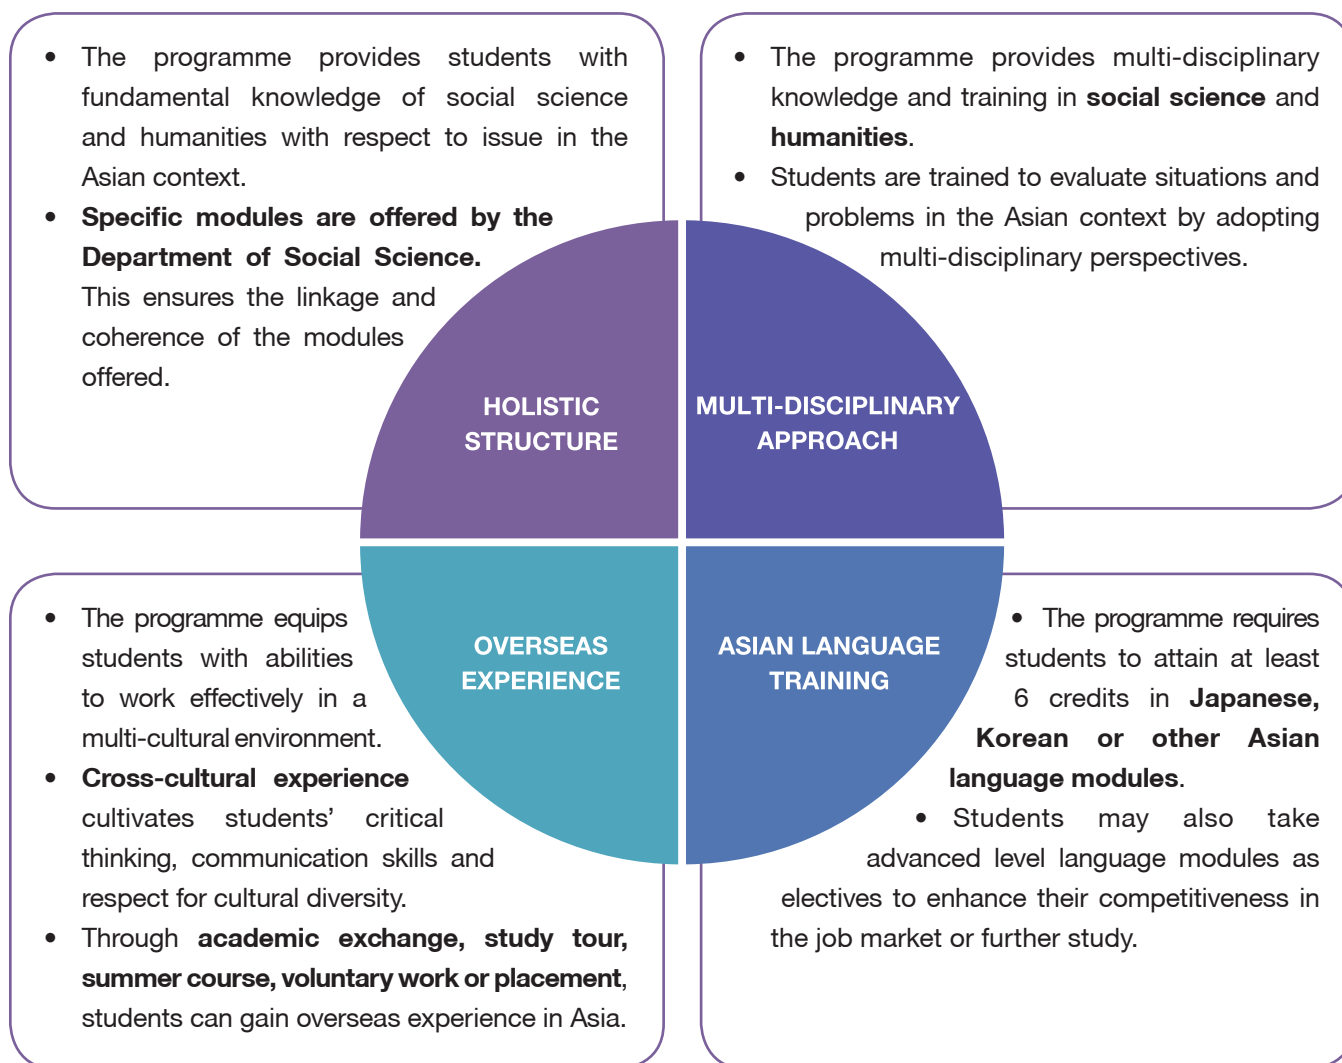 • The programme provides students with
fundamental knowledge of social science
and humanities with respect to issue in the
Asian context.
• Specific modules are offered by the
Department of Social Science.
This ensures the linkage and
coherence of the modules
offered.
HOLISTIC
STRUCTURE
• The programme provides multi-disciplinary
knowledge and training in social science and
humanities.
• Students are trained to evaluate situations and
problems in the Asian context by adopting
multi-disciplinary perspectives.
MULTI-DISCIPLINARY
APPROACH
• The programme equips
students with abilities
to work effectively in a
multi-cultural environment.
• Cross-cultural experience
cultivates students’ critical
thinking, communication skills and
respect for cultural diversity.
• Through academic exchange, study tour,
summer course, voluntary work or placement,
students can gain overseas experience in Asia.
OVERSEAS
EXPERIENCE
ASIAN LANGUAGE
TRAINING
• The programme requires
students to attain at least
6 credits in Japanese,
Korean or other Asian
language modules.
• Students may also take
advanced level language modules as
electives to enhance their competitiveness in
the job market or further study.